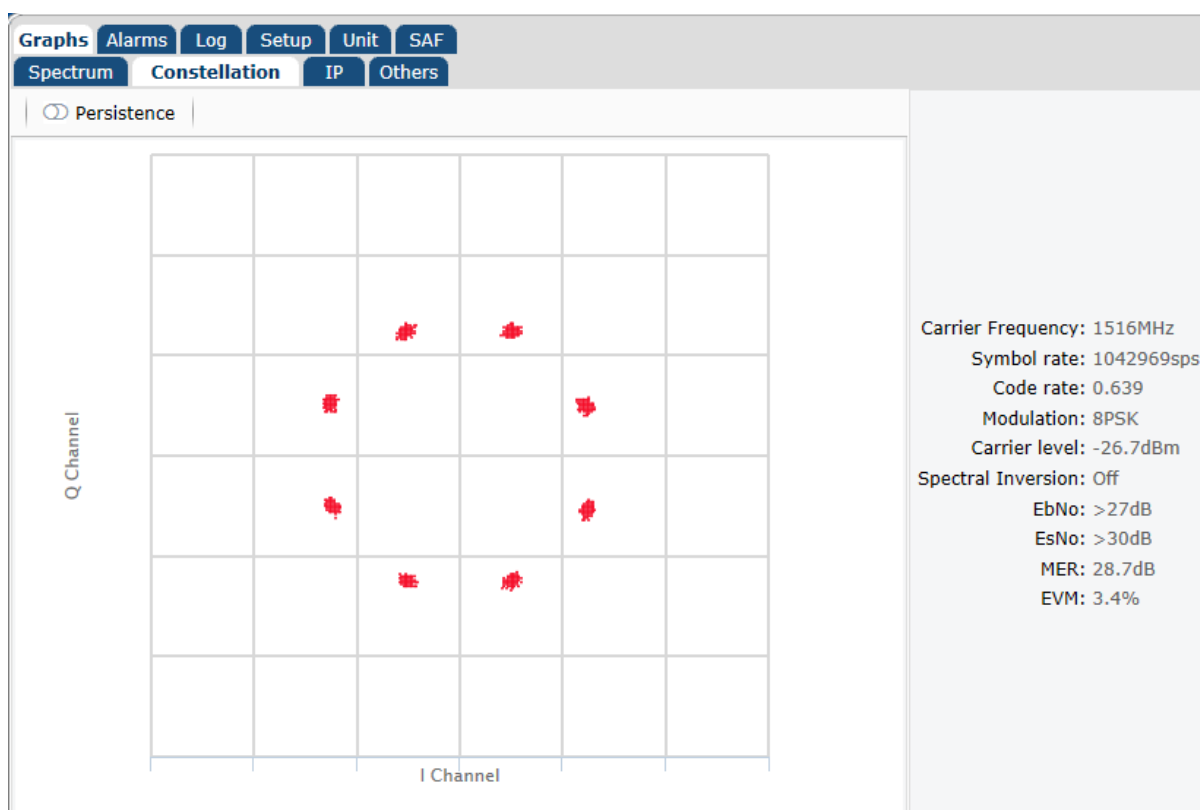 Graphs Alarms Log Setup Unit SAF
Spectrum Constellation IP Others
Persistence
Q Channel
I Channel
Carrier Frequency: 1516MHz
Symbol rate: 1042969sps
Code rate: 0.639
Modulation: 8PSK
Carrier level: -26.7dBm
Spectral Inversion: Off
EbNo: >27dB
EsNo: >30dB
MER: 28.7dB
EVM: 3.4%